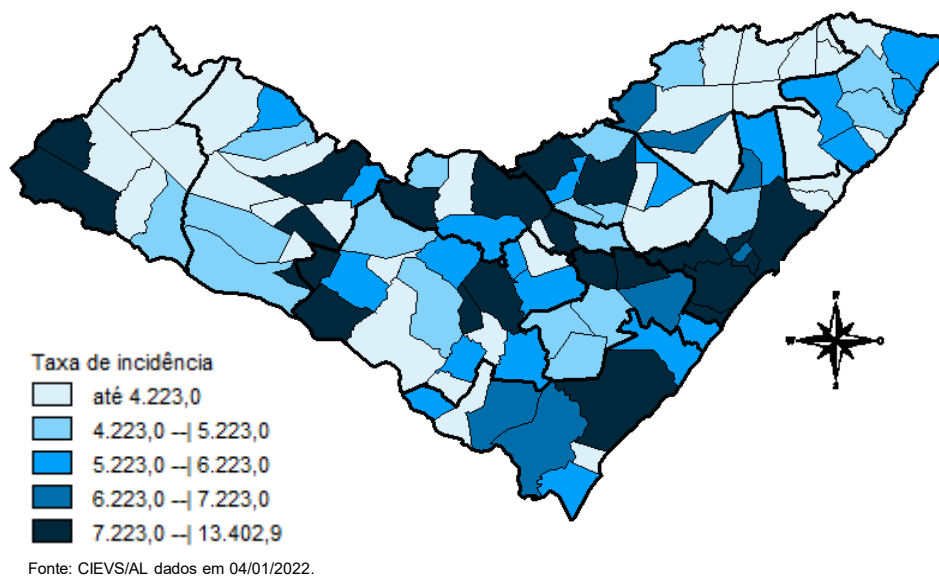 Taxa de incidência
até 4.223,0
4.223,0 --| 5.223,0
5.223,0 --| 6.223,0
6.223,0 --| 7.223,0
7.223,0 --| 13.402,9
Fonte: CIEVS/AL dados em 04/01/2022.